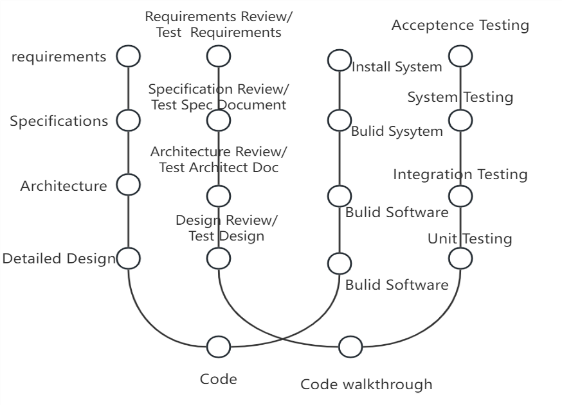 Requirements Review/
Test Requirements
Acceptence Testing
requirements
Install System
Specification Review/
Test Spec Document
System Testing
Specifications
Bulid Sysytem
Architecture Review/
Test Architect Doc
Integration Testing
Architecture
Bulid Software
Design Review/
Test Design
Unit Testing
Detailed Design
Bulid Software
Code
Code walkthrough